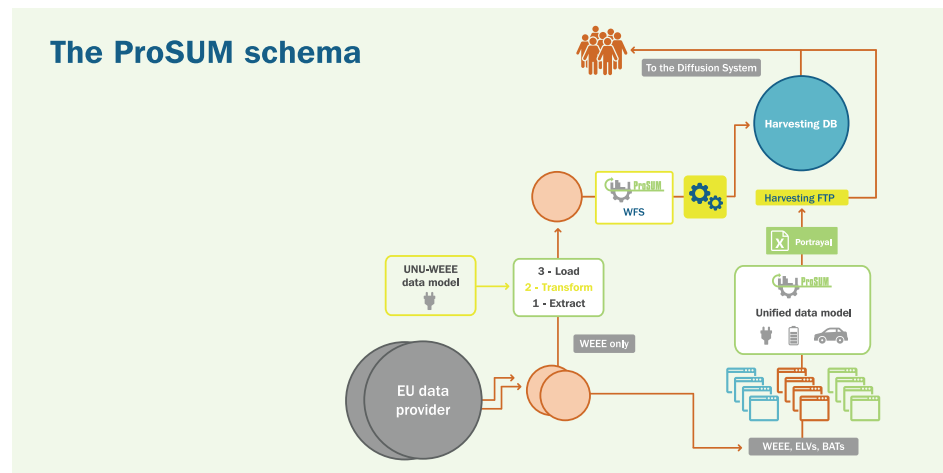 The ProSUM schema
To the Diffusion System
Harvesting DB
ProSUM
WFS
Harvesting FTP
X
Portrayal
UNU-WEEE
data model
3 - Load
2 - Transform
1 - Extract
ProSUM
Unified data model
WEEE only
EU data
provider
WEEE, ELVs, BATs